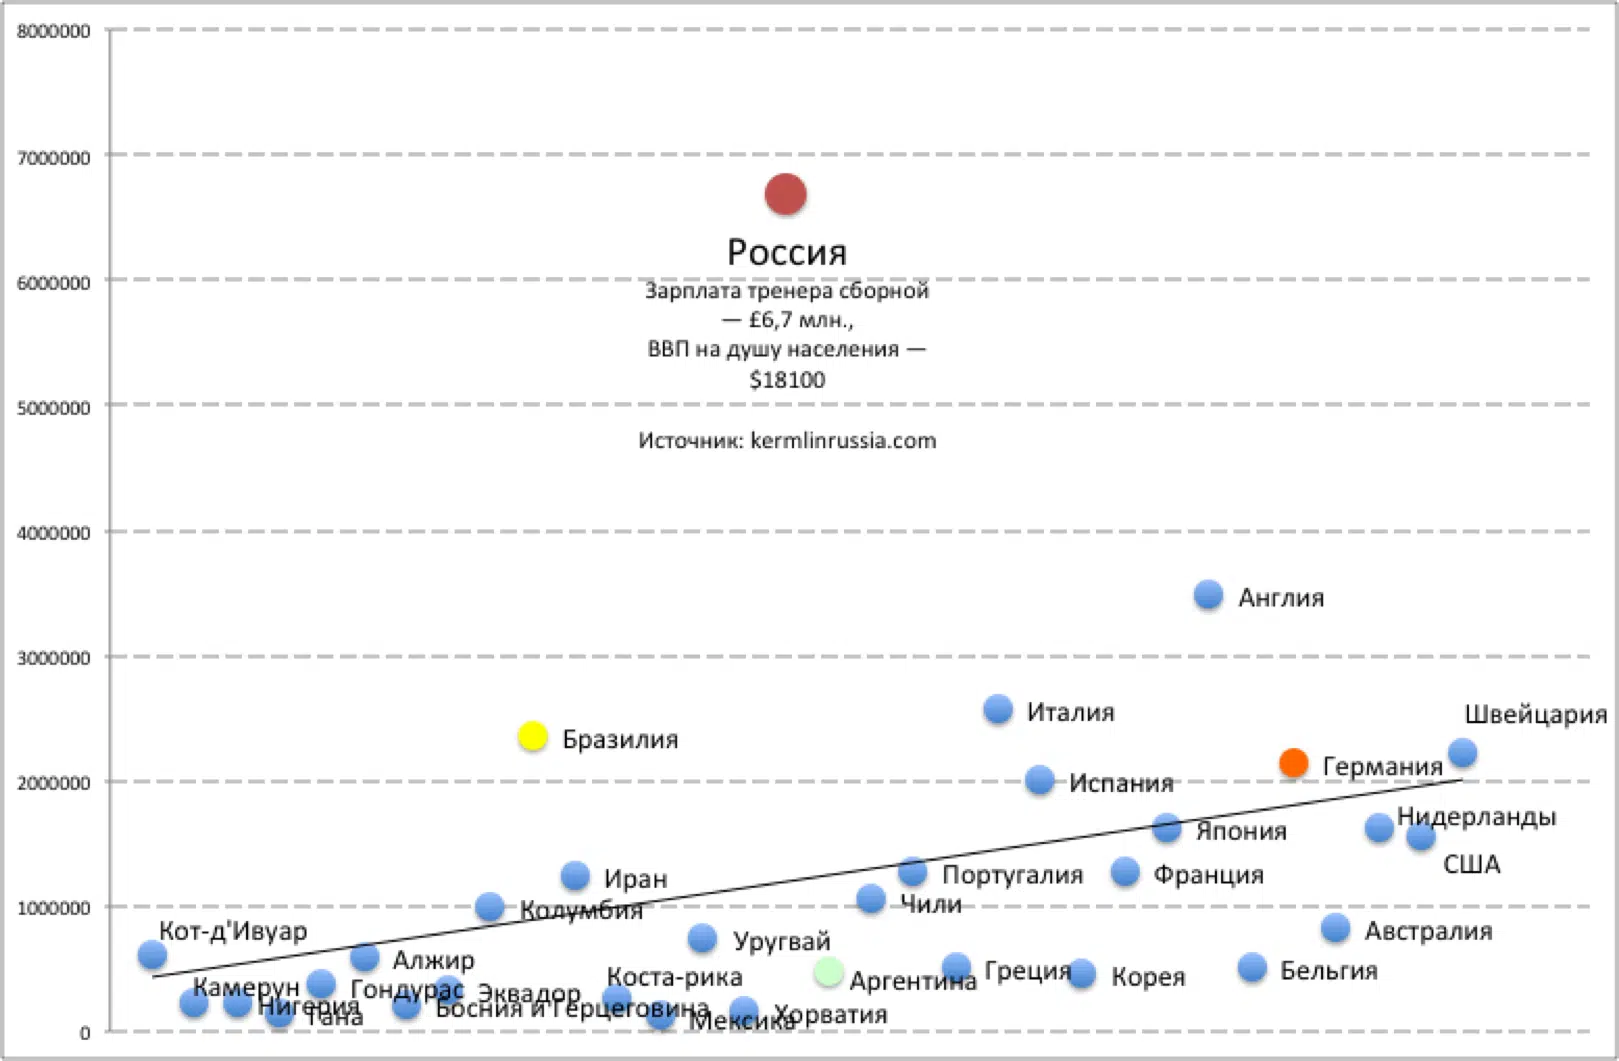 8000000
7000000
Россия
6000000
Зарплата тренера сборной
— £6,7 млн.,
ВВП на душу населения —
$18100
5000000
Источник: kermlinrussia.com
4000000
Англия
3000000
Италия
Швейцария
Бразилия
Германия
2000000
Испания
Нидерланды
Япония
США
Иран
Португалия
Франция
1000000
Колумбия
Чили
Кот-д'Ивуар
Уругвай
Австралия
Алжир
Коста-рика
Аргентина
Греция
Корея
Бельгия
Камерун
Гондурас
Эквадор
Нигерия
Гана
Босния и Герцеговина
Мексика
Хорватия
0